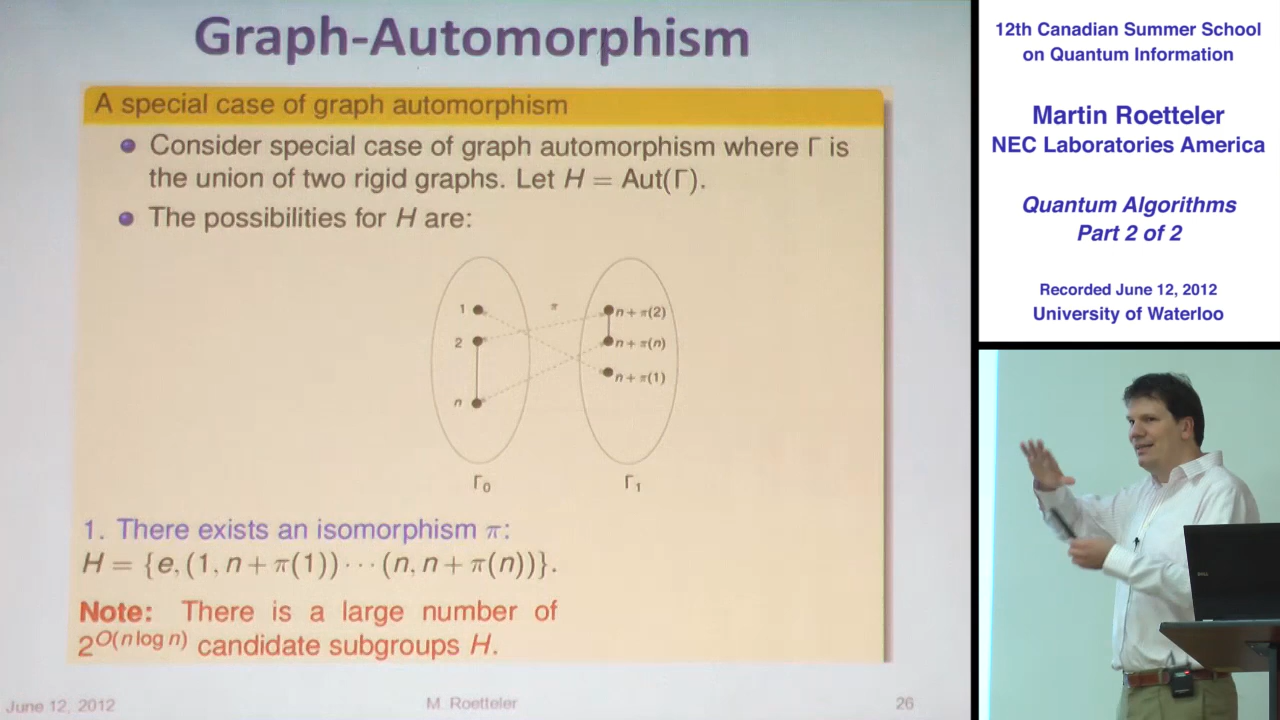 Graph-Automorphism
A special case of graph automorphism
Consider special case of graph automorphism where Γ is
the union of two rigid graphs. Let H = Aut(Γ).
The possibilities for H are:
1
π
n + π(2)
2
n + π(n)
n + π(1)
n
Γ₀
Γ₁
1. There exists an isomorphism π:
H = {e, (1, n + π(1)) ··· (n, n + π(n))}.
Note: There is a large number of
2^O(n log n) candidate subgroups H.
June 12, 2012
M. Roetteler
26
12th Canadian Summer School
on Quantum Information
Martin Roetteler
NEC Laboratories America
Quantum Algorithms
Part 2 of 2
Recorded June 12, 2012
University of Waterloo